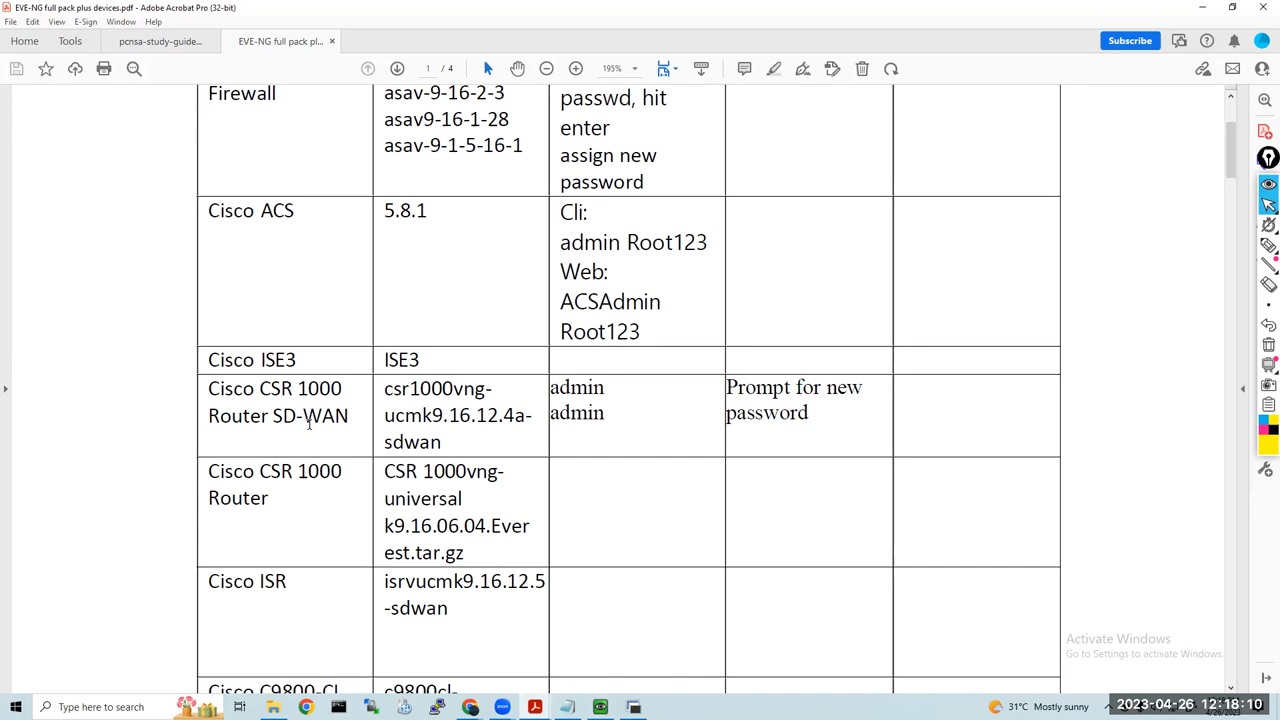 EVE-NG full pack plus devices.pdf - Adobe Acrobat Pro (32-bit)
File Edit View E-Sign Window Help
Home Tools pcnsa-study-guide... EVE-NG full pack pl... × Subscribe
1 / 4 195%
Firewall
asav-9-16-2-3
asav9-16-1-28
asav-9-1-5-16-1
passwd, hit
enter
assign new
password
Cisco ACS
5.8.1
Cli:
admin Root123
Web:
ACSAdmin
Root123
Cisco ISE3
ISE3
Cisco CSR 1000
Router SD-WAN
csr1000vng-
ucmk9.16.12.4a-
sdwan
admin
admin
Prompt for new
password
Cisco CSR 1000
Router
CSR 1000vng-
universal
k9.16.06.04.Ever
est.tar.gz
Cisco ISR
isrvucmk9.16.12.5
-sdwan
Cisco C9800-CL
c9800cl-
Activate Windows
Go to Settings to activate Windows.
Type here to search
31°C Mostly sunny
2023-04-26 12:18:10